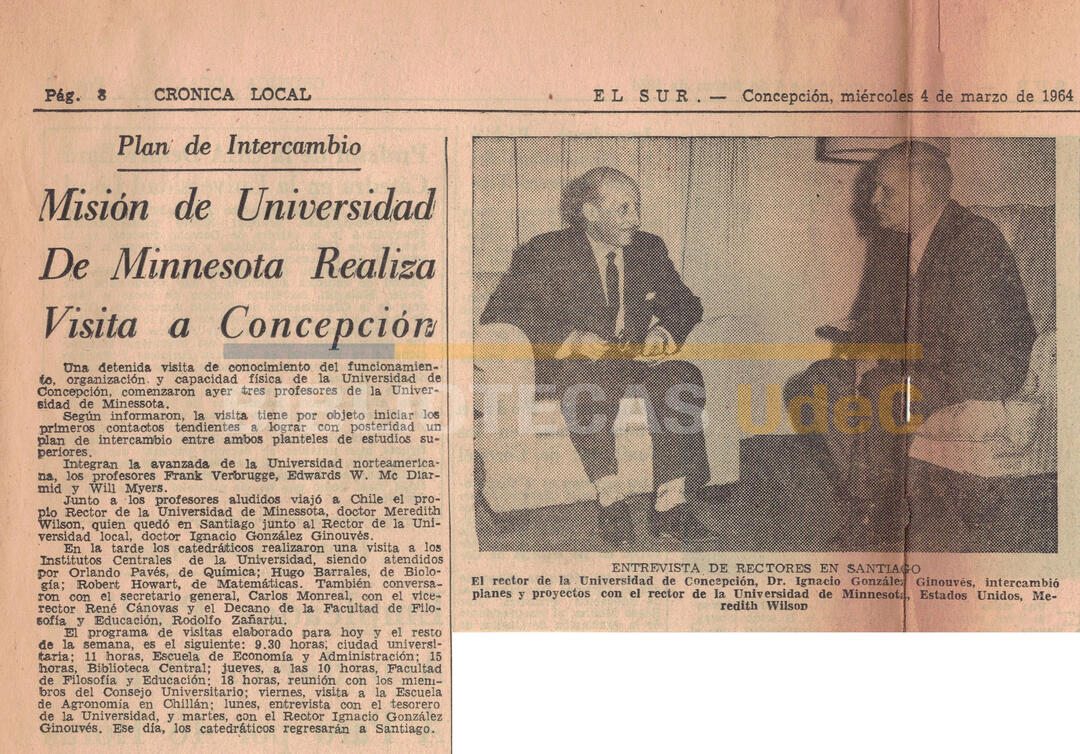 Pág. 8 CRONICA LOCAL EL SUR. — Concepción, miércoles 4 de marzo de 1964
Plan de Intercambio
Misión de Universidad
De Minnesota Realiza
Visita a Concepción
Una detenida visita de conocimiento del funcionamien-
to, organización y capacidad física de la Universidad de
Concepción, comenzaron ayer tres profesores de la Univer-
sidad de Minessota.
Según informaron, la visita tiene por objeto iniciar los
primeros contactos tendientes a lograr con posteridad un
plan de intercambio entre ambos planteles de estudios su-
periores.
Integran la avanzada de la Universidad norteamerica-
na, los profesores Frank Verbrugge, Edwards W. Mc Diar-
mid y Will Myers.
Junto a los profesores aludidos viajó a Chile el pro-
pio Rector de la Universidad de Minessota, doctor Meredith
Wilson, quien quedó en Santiago junto al Rector de la Uni-
versidad local, doctor Ignacio González Ginouvés.
En la tarde los catedráticos realizaron una visita a los
Institutos Centrales de la Universidad, siendo atendidos
por Orlando Pavés, de Química; Hugo Barrales, de Biolo-
gía; Robert Howart, de Matemáticas. También conversa-
ron con el secretario general, Carlos Monreal, con el vice-
rector René Cánovas y el Decano de la Facultad de Filo-
sofía y Educación, Rodolfo Zañartu.
El programa de visitas elaborado para hoy y el resto
de la semana, es el siguiente: 9.30 horas, ciudad universi-
taria; 11 horas, Escuela de Economía y Administración; 15
horas, Biblioteca Central; jueves, a las 10 horas, Facultad
de Filosofía y Educación; 18 horas, reunión con los miem-
bros del Consejo Universitario; viernes, visita a la Escuela
de Agronomía en Chillán; lunes, entrevista con el tesorero
de la Universidad, y martes, con el Rector Ignacio González
Ginouvés. Ese día, los catedráticos regresarán a Santiago.
UdeC
ENTREVISTA DE RECTORES EN SANTIAGO
El rector de la Universidad de Concepción, Dr. Ignacio González Ginouvés, intercambió
planes y proyectos con el rector de la Universidad de Minnesota, Estados Unidos, Me-
redith Wilson